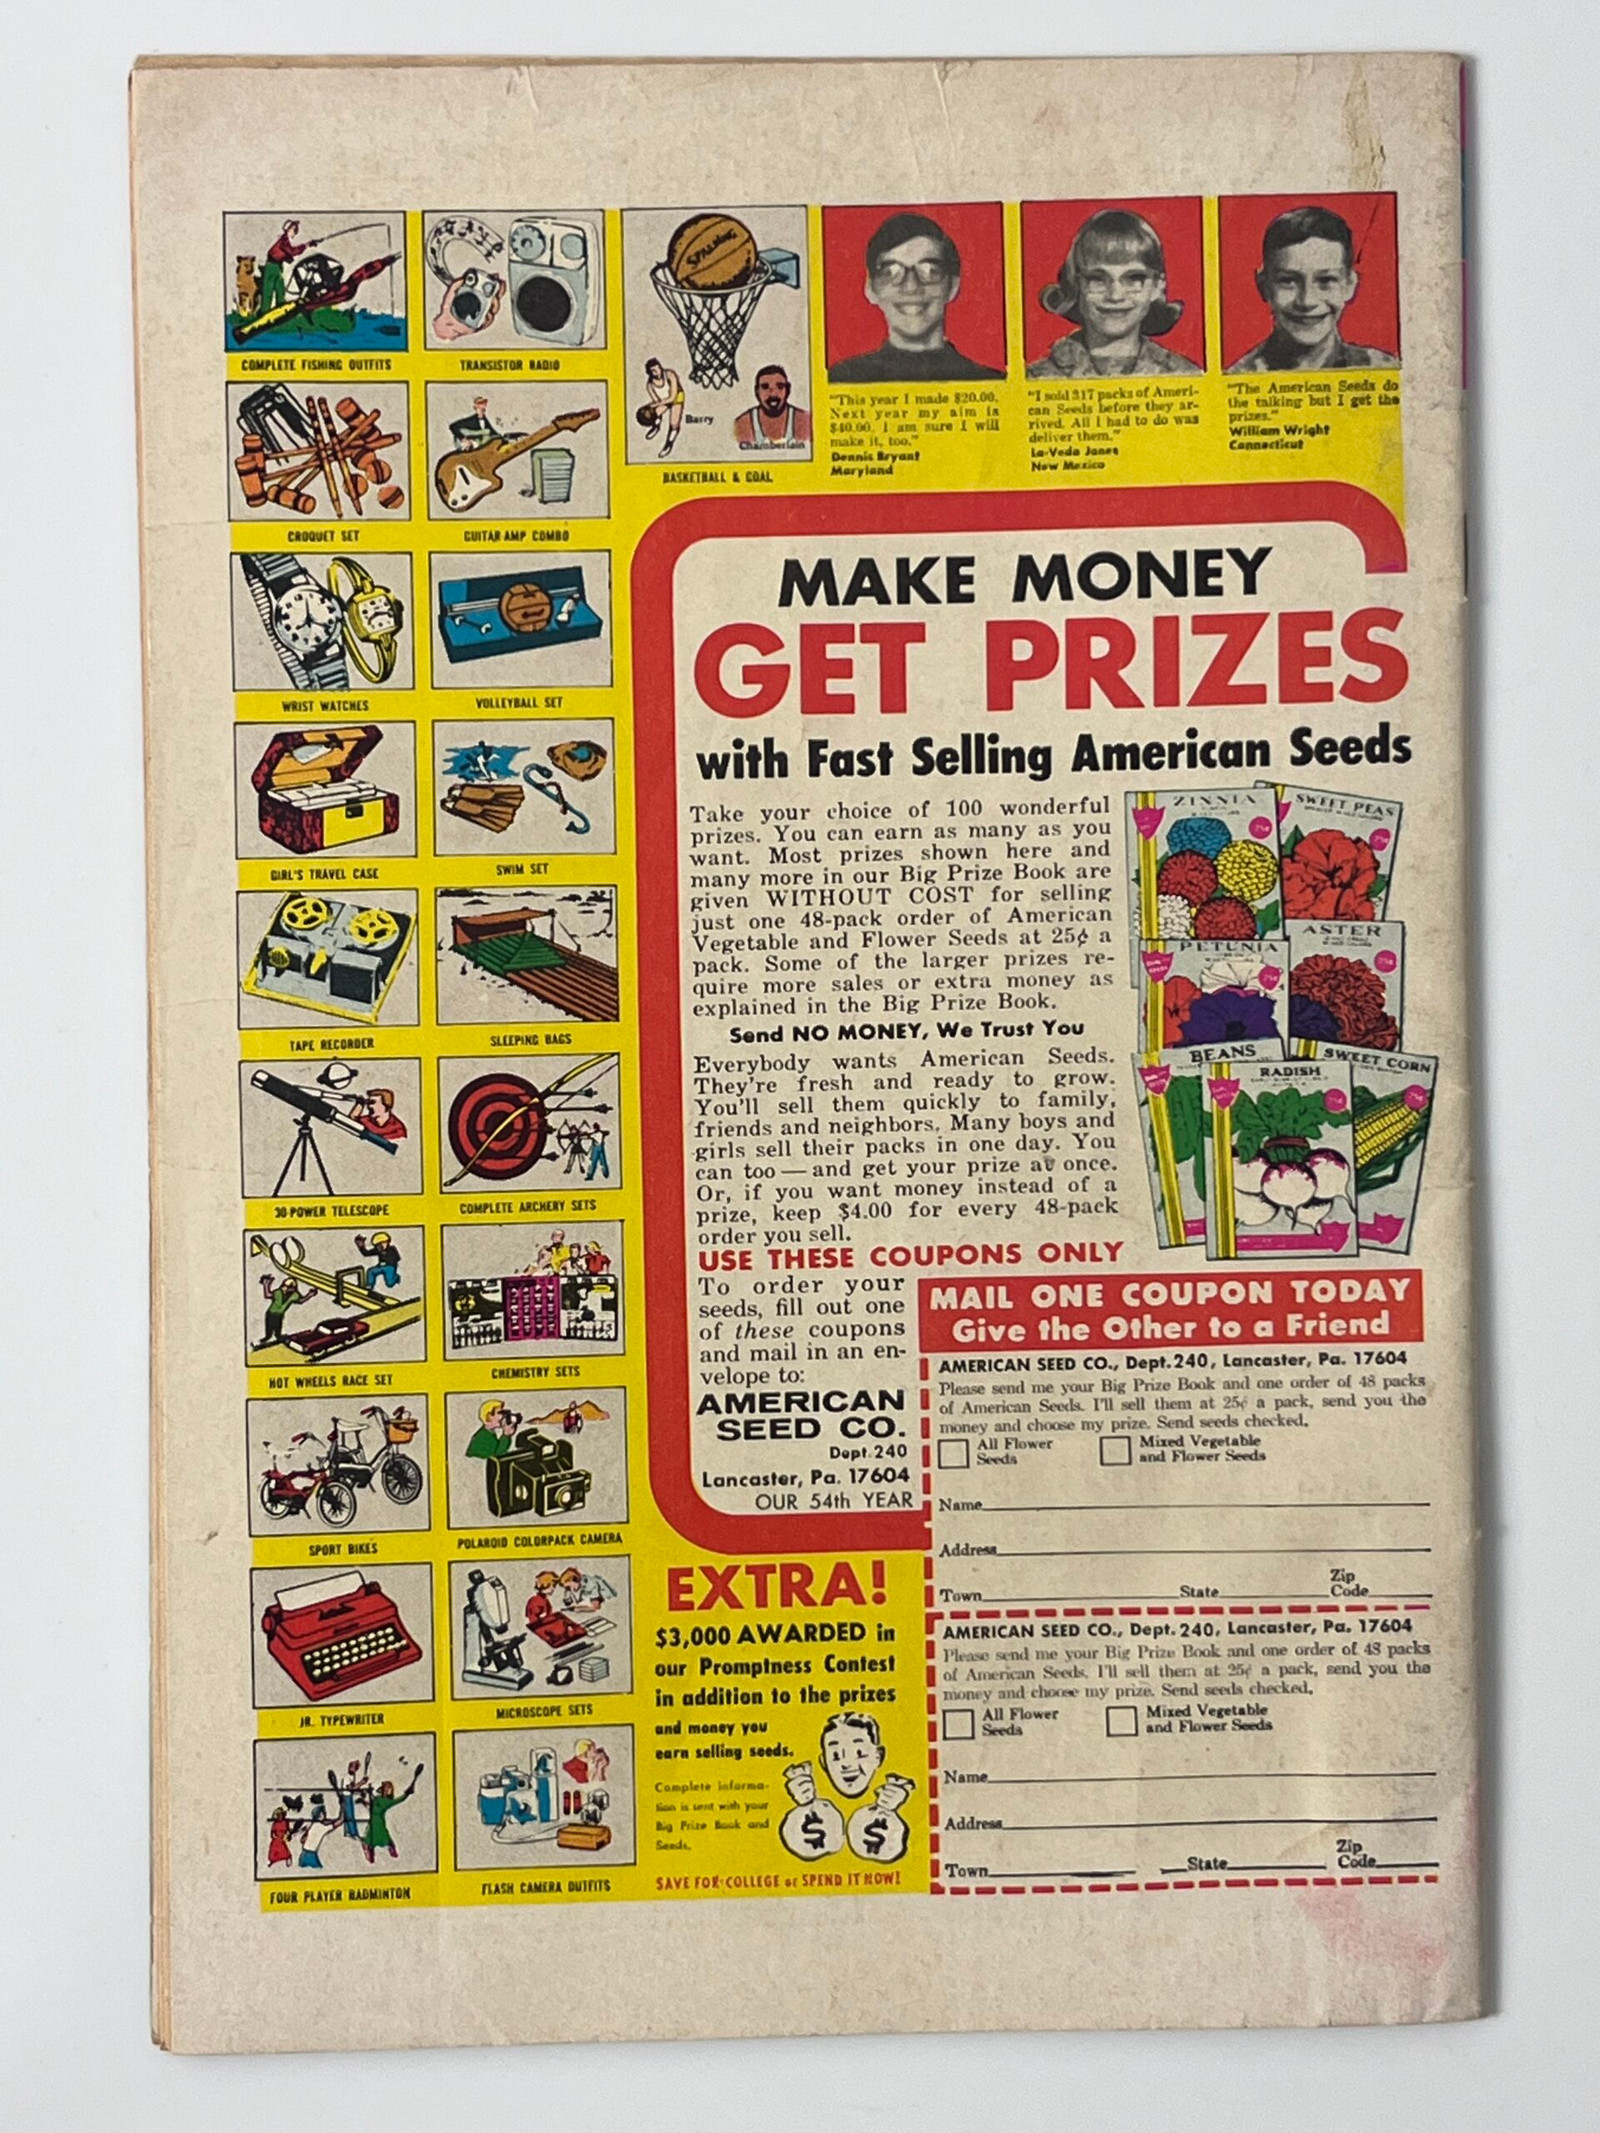 COMPLETE FISHING OUTFITS
TRANSISTOR RADIO
SPALDING
Barry
Chamberlain
BASKETBALL & GOAL
CROQUET SET
GUITAR AMP COMBO
WRIST WATCHES
VOLLEYBALL SET
GIRL'S TRAVEL CASE
SWIM SET
TAPE RECORDER
SLEEPING BAGS
30-POWER TELESCOPE
COMPLETE ARCHERY SETS
HOT WHEELS RACE SET
CHEMISTRY SETS
SPORT BIKES
POLAROID COLORPACK CAMERA
JR. TYPEWRITER
MICROSCOPE SETS
FOUR PLAYER BADMINTON
FLASH CAMERA OUTFITS
"This year I made $20.00.
Next year my aim is
$40.00. I am sure I will
make it, too."
Dennis Bryant
Maryland
"I sold 317 packs of Ameri-
can Seeds before they ar-
rived. All I had to do was
deliver them."
La-Veda Jones
New Mexico
"The American Seeds do
the talking but I get the
prizes."
William Wright
Connecticut
MAKE MONEY
GET PRIZES
with Fast Selling American Seeds
Take your choice of 100 wonderful
prizes. You can earn as many as you
want. Most prizes shown here and
many more in our Big Prize Book are
given WITHOUT COST for selling
just one 48-pack order of American
Vegetable and Flower Seeds at 25¢ a
pack. Some of the larger prizes re-
quire more sales or extra money as
explained in the Big Prize Book.
Send NO MONEY, We Trust You
Everybody wants American Seeds.
They're fresh and ready to grow.
You'll sell them quickly to family,
friends and neighbors. Many boys and
girls sell their packs in one day. You
can too — and get your prize at once.
Or, if you want money instead of a
prize, keep $4.00 for every 48-pack
order you sell.
ZINNIA
SWEET PEAS
PETUNIA
ASTER
BEANS
RADISH
SWEET CORN
USE THESE COUPONS ONLY
To order your
seeds, fill out one
of these coupons
and mail in an en-
velope to:
AMERICAN
SEED CO.
Dept. 240
Lancaster, Pa. 17604
OUR 54th YEAR
MAIL ONE COUPON TODAY
Give the Other to a Friend
AMERICAN SEED CO., Dept. 240, Lancaster, Pa. 17604
Please send me your Big Prize Book and one order of 48 packs
of American Seeds. I'll sell them at 25¢ a pack, send you the
money and choose my prize. Send seeds checked.
All Flower
Seeds
Mixed Vegetable
and Flower Seeds
Name
Address
Town State Zip
Code
AMERICAN SEED CO., Dept. 240, Lancaster, Pa. 17604
Please send me your Big Prize Book and one order of 48 packs
of American Seeds. I'll sell them at 25¢ a pack, send you the
money and choose my prize. Send seeds checked.
All Flower
Seeds
Mixed Vegetable
and Flower Seeds
Name
Address
Town State Zip
Code
EXTRA!
$3,000 AWARDED in
our Promptness Contest
in addition to the prizes
and money you
earn selling seeds.
Complete informa-
tion is sent with your
Big Prize Book and
Seeds.
$ $
SAVE FOR COLLEGE or SPEND IT NOW!